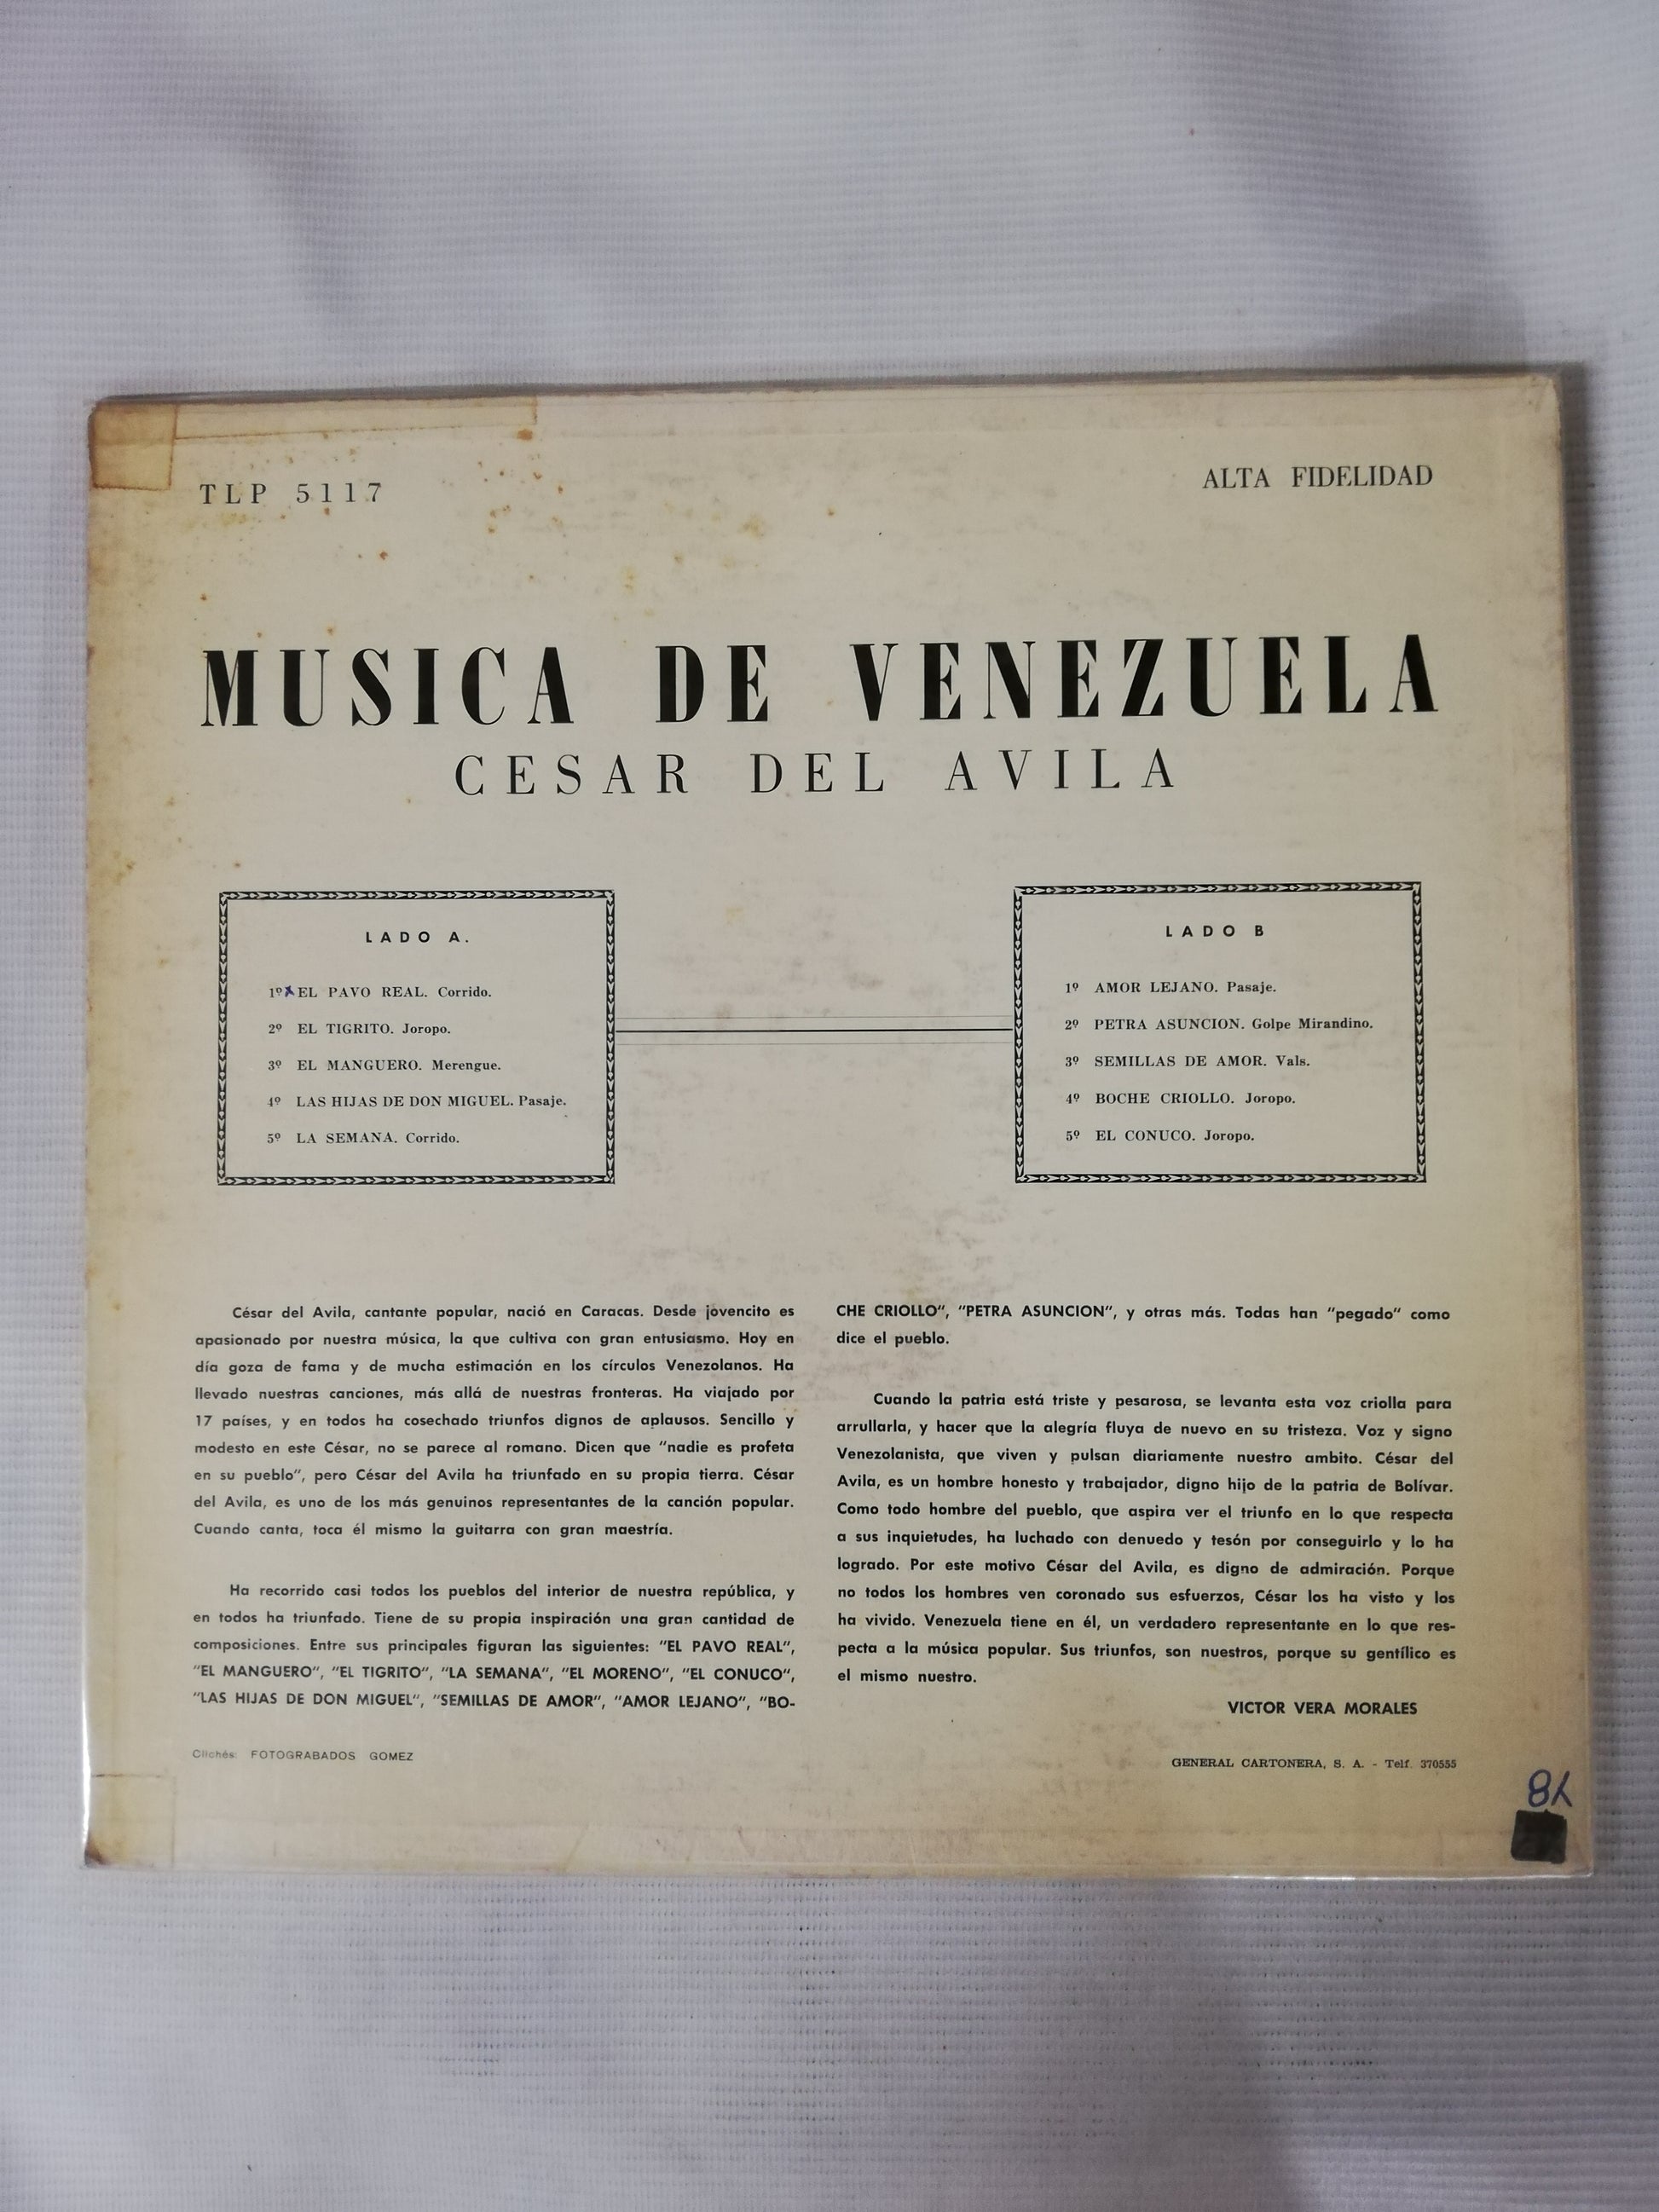 TLP 5117
ALTA FIDELIDAD
MUSICA DE VENEZUELA
CESAR DEL AVILA
LADO A.
1º EL PAVO REAL. Corrido.
2º EL TIGRITO. Joropo.
3º EL MANGUERO. Merengue.
4º LAS HIJAS DE DON MIGUEL. Pasaje.
5º LA SEMANA. Corrido.
LADO B
1º AMOR LEJANO. Pasaje.
2º PETRA ASUNCION. Golpe Mirandino.
3º SEMILLAS DE AMOR. Vals.
4º BOCHE CRIOLLO. Joropo.
5º EL CONUCO. Joropo.
César del Avila, cantante popular, nació en Caracas. Desde jovencito es
apasionado por nuestra música, la que cultiva con gran entusiasmo. Hoy en
día goza de fama y de mucha estimación en los círculos Venezolanos. Ha
llevado nuestras canciones, más allá de nuestras fronteras. Ha viajado por
17 países, y en todos ha cosechado triunfos dignos de aplausos. Sencillo y
modesto en este César, no se parece al romano. Dicen que "nadie es profeta
en su pueblo", pero César del Avila ha triunfado en su propia tierra. César
del Avila, es uno de los más genuinos representantes de la canción popular.
Cuando canta, toca él mismo la guitarra con gran maestría.
Ha recorrido casi todos los pueblos del interior de nuestra república, y
en todos ha triunfado. Tiene de su propia inspiración una gran cantidad de
composiciones. Entre sus principales figuran las siguientes: "EL PAVO REAL",
"EL MANGUERO", "EL TIGRITO", "LA SEMANA", "EL MORENO", "EL CONUCO",
"LAS HIJAS DE DON MIGUEL", "SEMILLAS DE AMOR", "AMOR LEJANO", "BO-
CHE CRIOLLO", "PETRA ASUNCION", y otras más. Todas han "pegado" como
dice el pueblo.
Cuando la patria está triste y pesarosa, se levanta esta voz criolla para
arrullarla, y hacer que la alegría fluya de nuevo en su tristeza. Voz y signo
Venezolanista, que viven y pulsan diariamente nuestro ambito. César del
Avila, es un hombre honesto y trabajador, digno hijo de la patria de Bolívar.
Como todo hombre del pueblo, que aspira ver el triunfo en lo que respecta
a sus inquietudes, ha luchado con denuedo y tesón por conseguirlo y lo ha
logrado. Por este motivo César del Avila, es digno de admiración. Porque
no todos los hombres ven coronado sus esfuerzos, César los ha visto y los
ha vivido. Venezuela tiene en él, un verdadero representante en lo que res-
pecta a la música popular. Sus triunfos, son nuestros, porque su gentílico es
el mismo nuestro.
VICTOR VERA MORALES
Clichés: FOTOGRABADOS GOMEZ
GENERAL CARTONERA, S. A. - Telf. 370555